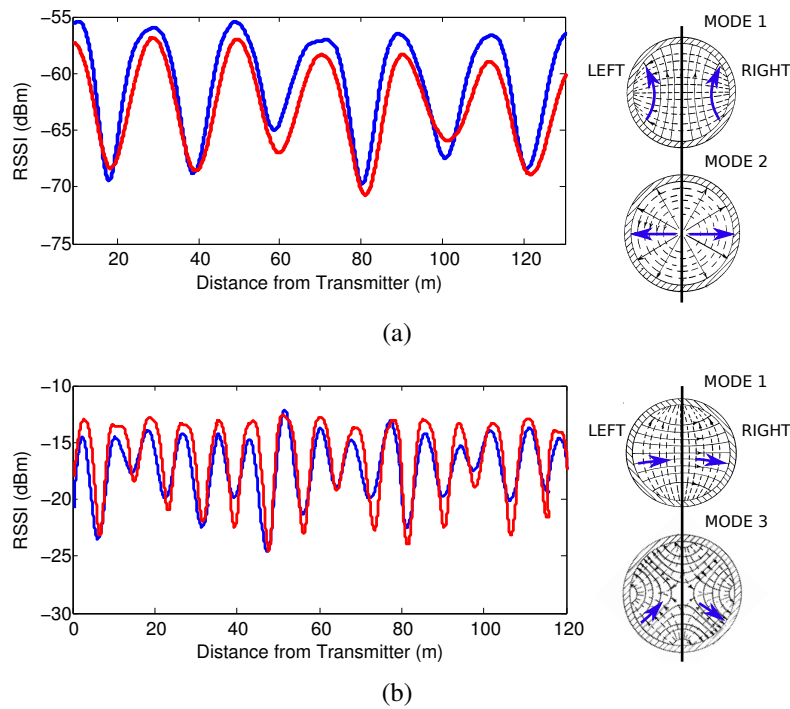 −55
−60
−65
−70
−75
RSSI (dBm)
20 40 60 80 100 120
Distance from Transmitter (m)
MODE 1
LEFT RIGHT
MODE 2
(a)
−10
−15
−20
−25
−30
RSSI (dBm)
0 20 40 60 80 100 120
Distance from Transmitter (m)
MODE 1
LEFT RIGHT
MODE 3
(b)